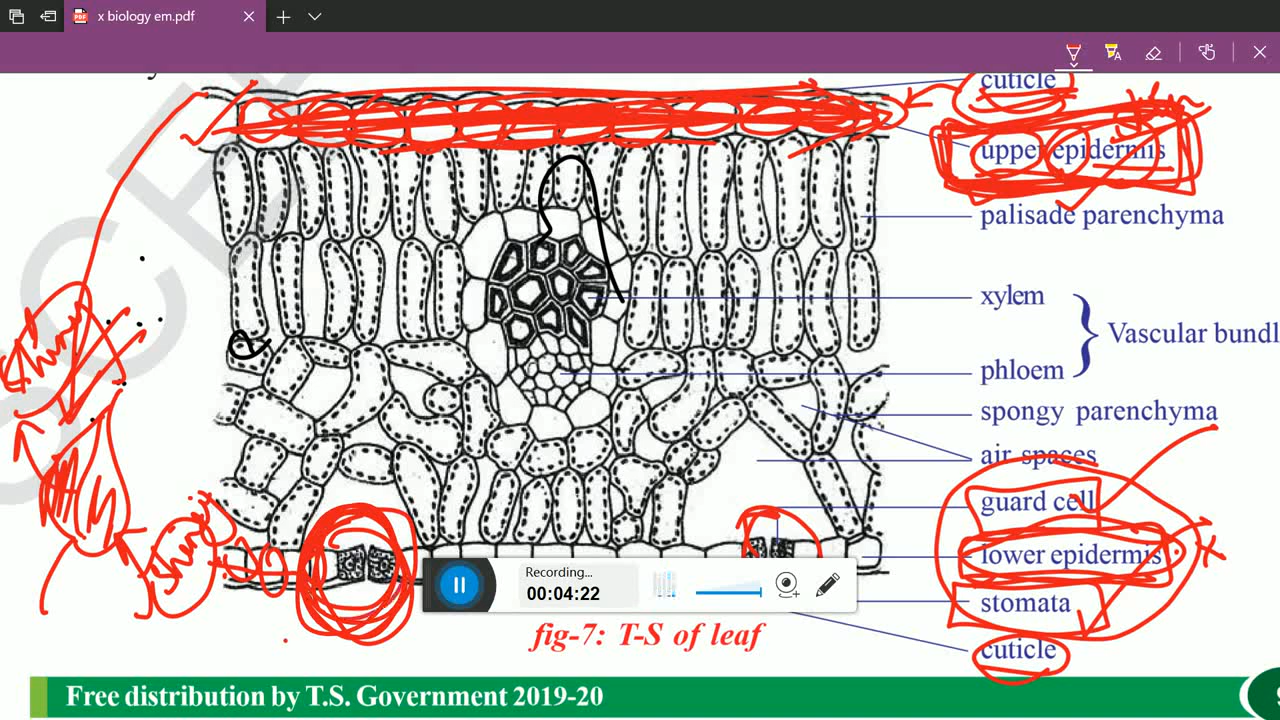 x biology em.pdf
cuticle
upper epidermis
palisade parenchyma
xylem
Vascular bundl
phloem
spongy parenchyma
air spaces
guard cell
lower epidermis
stomata
cuticle
Recording...
00:04:22
fig-7: T-S of leaf
Free distribution by T.S. Government 2019-20